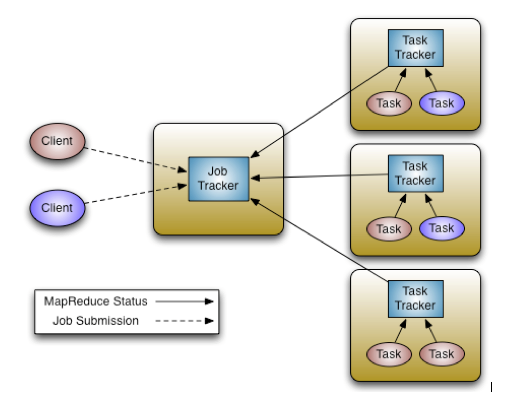 Client
Client
Job
Tracker
Task
Tracker
Task Task
Task
Tracker
Task Task
Task
Tracker
Task Task
MapReduce Status
Job Submission